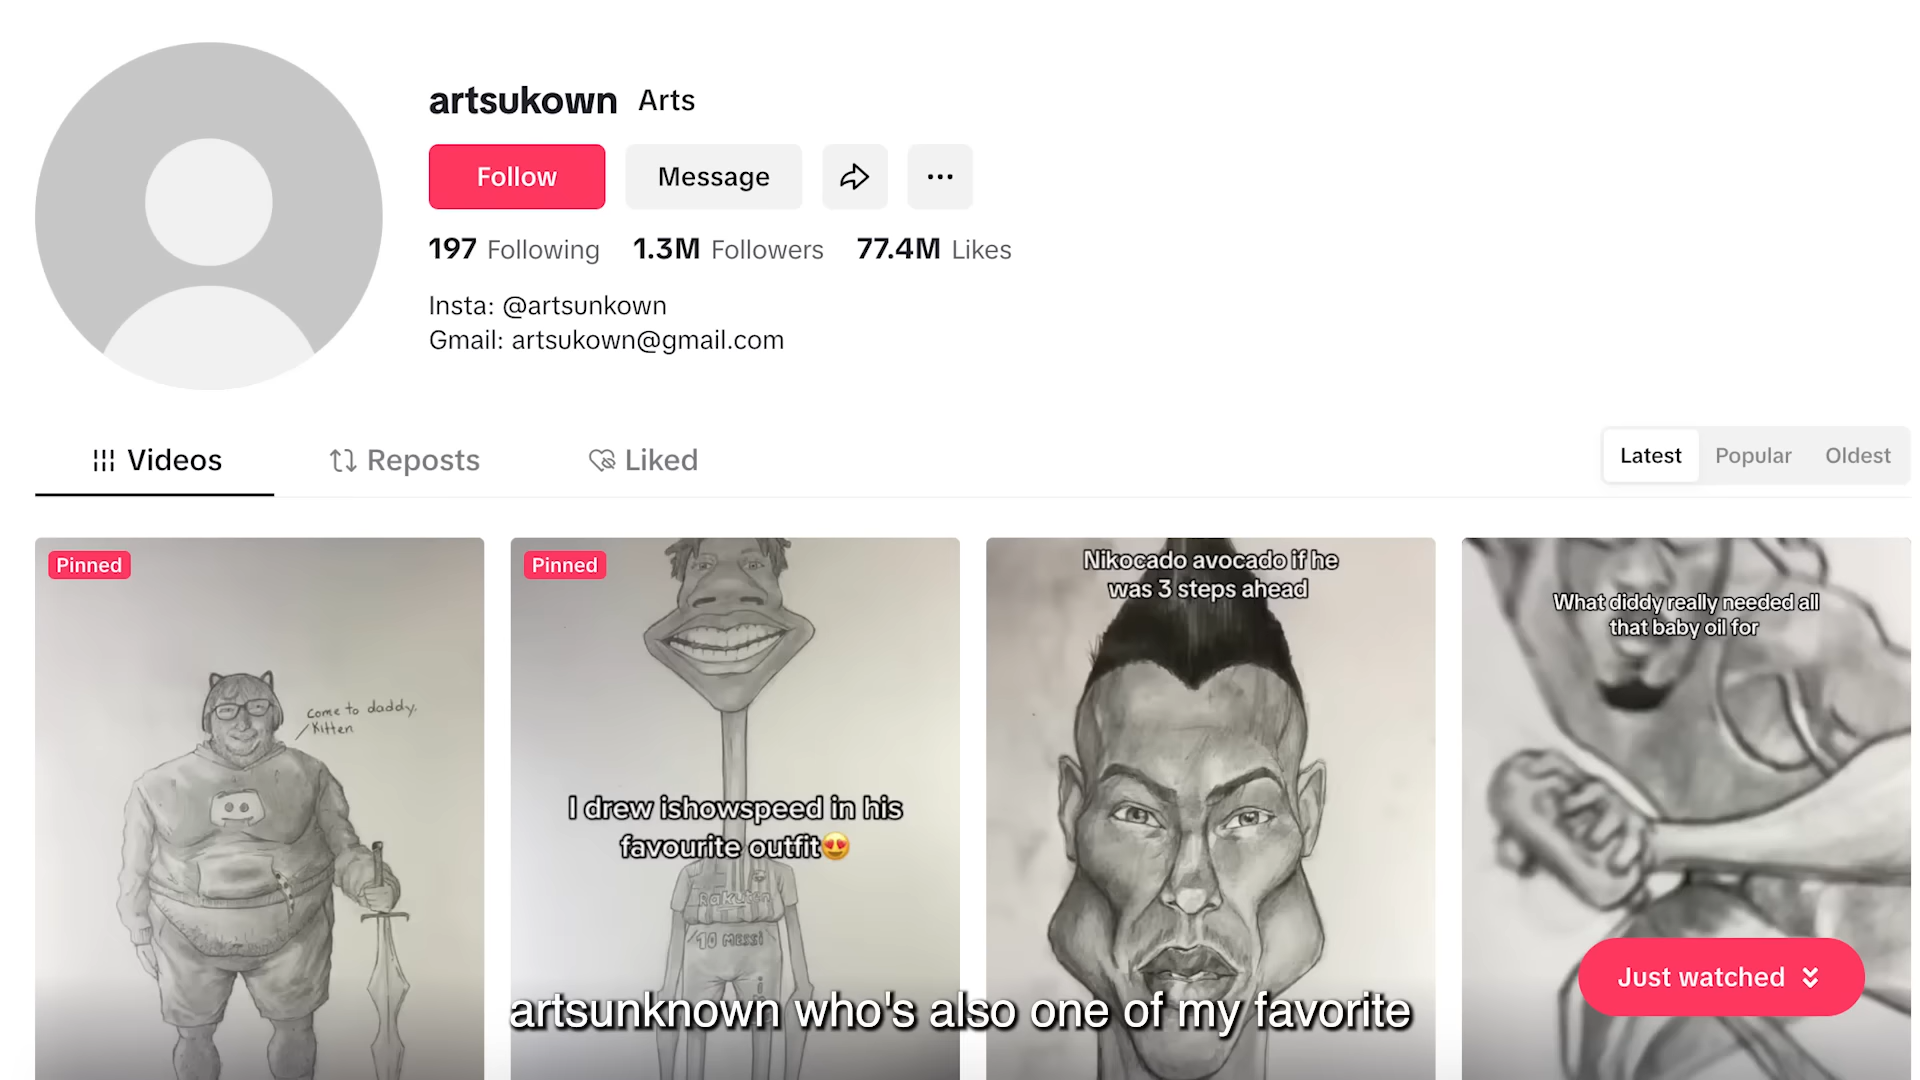 artsukown Arts
Follow Message
197 Following 1.3M Followers 77.4M Likes
Insta: @artsunkown
Gmail: artsukown@gmail.com
Videos Reposts Liked
Latest Popular Oldest
Pinned
come to daddy,
Kitten
Pinned
I drew ishowspeed in his
favourite outfit😍
Rakuten
10 MESSI
Nikocado avocado if he
was 3 steps ahead
What diddy really needed all
that baby oil for
Just watched
artsunknown who's also one of my favorite